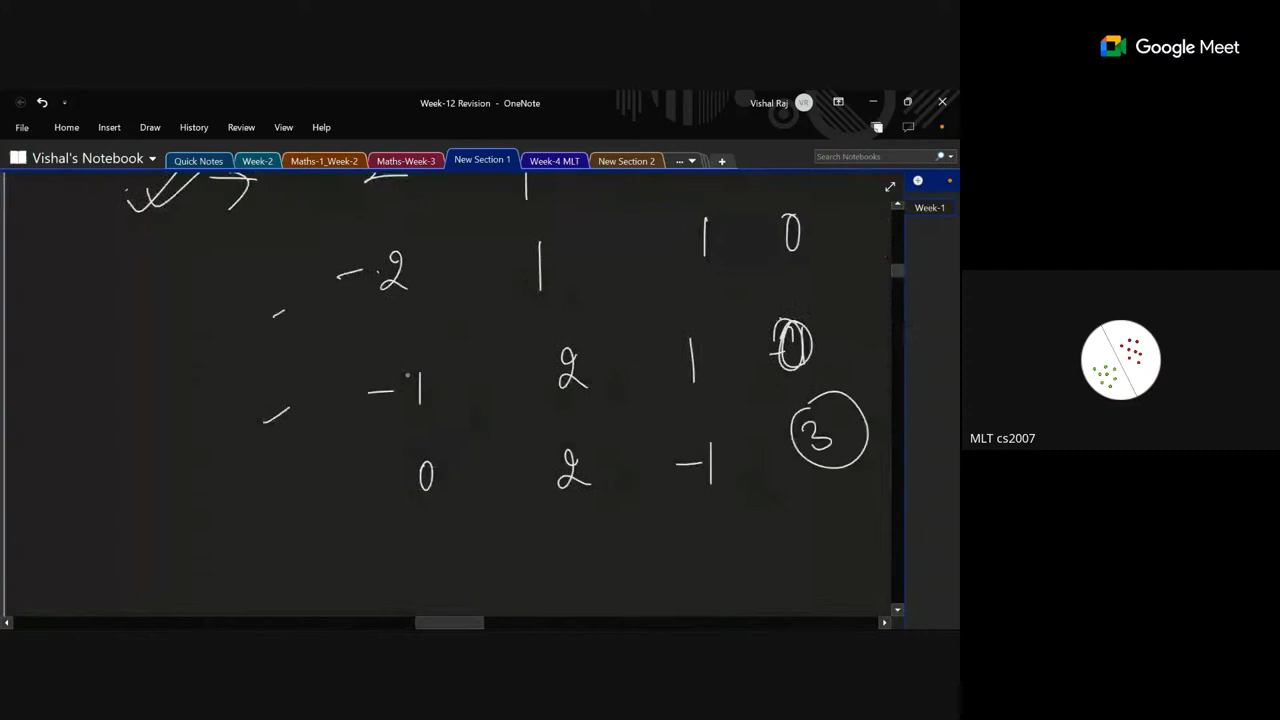 Google Meet
Week-12 Revision - OneNote
Vishal Raj VR
File Home Insert Draw History Review View Help
Vishal's Notebook Quick Notes Week-2 Maths-1_Week-2 Maths-Week-3 New Section 1 Week-4 MLT New Section 2 ... + Search Notebooks
Week-1
1
-2 1 1 0
-1 2 1
0 2 -1 3
MLT cs2007